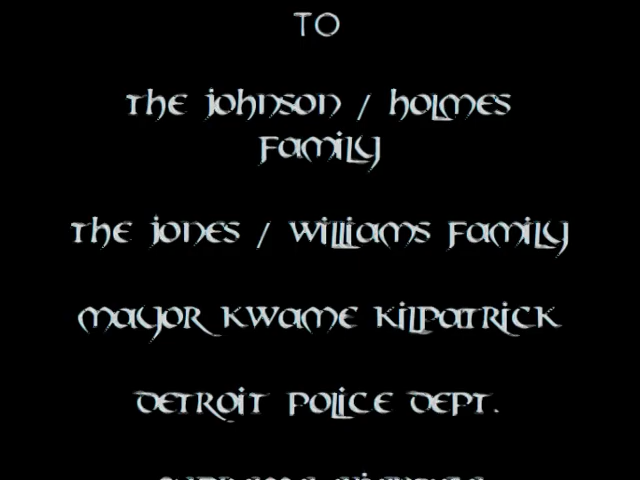 TO
The Johnson / Holmes
Family
The Jones / Williams Family
Mayor Kwame Kilpatrick
Detroit Police Dept.